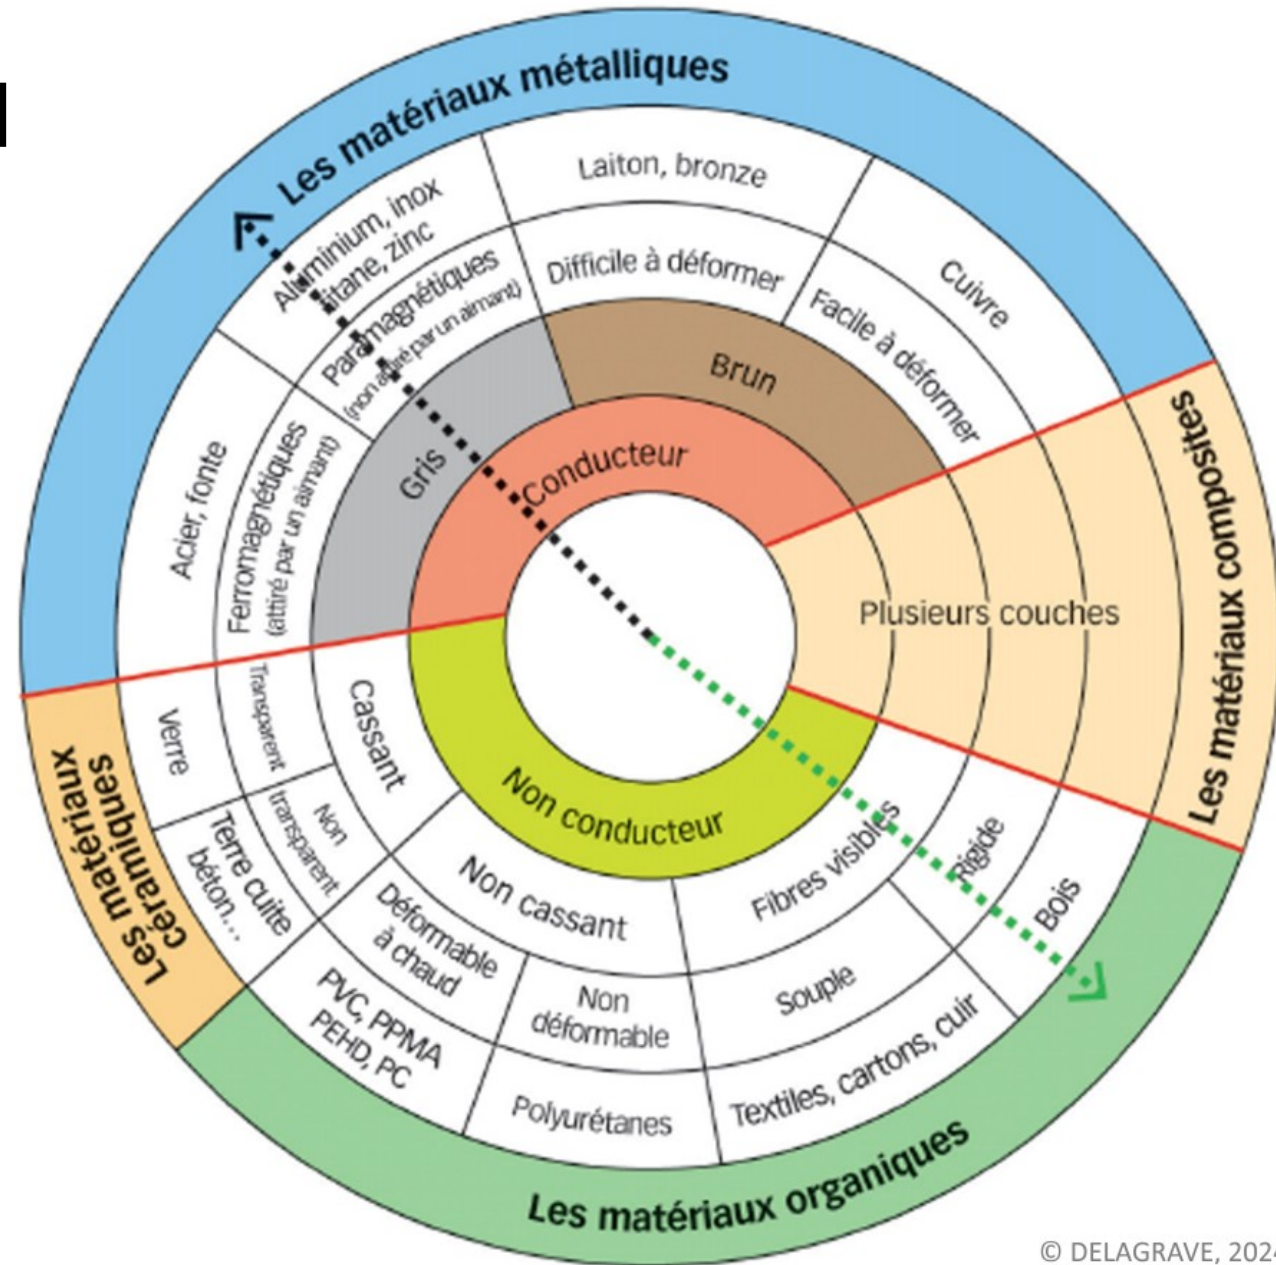 Les matériaux métalliques
Aluminium, inox
titane, zinc
Laiton, bronze
Cuivre
Paramagnétiques
(non attiré par un aimant)
Difficile à déformer
Facile à déformer
Acier, fonte
Ferromagnétiques
(attiré par un aimant)
Gris
Brun
Conducteur
Plusieurs couches
Les matériaux composites
Non conducteur
Cassant
Transparent
Verre
Non
transparent
Terre cuite
béton...
Les matériaux
céramiques
Non cassant
Déformable
à chaud
PVC, PPMA
PEHD, PC
Non
déformable
Polyurétanes
Fibres visibles
Rigide
Bois
Souple
Textiles, cartons, cuir
Les matériaux organiques
© DELAGRAVE, 2024